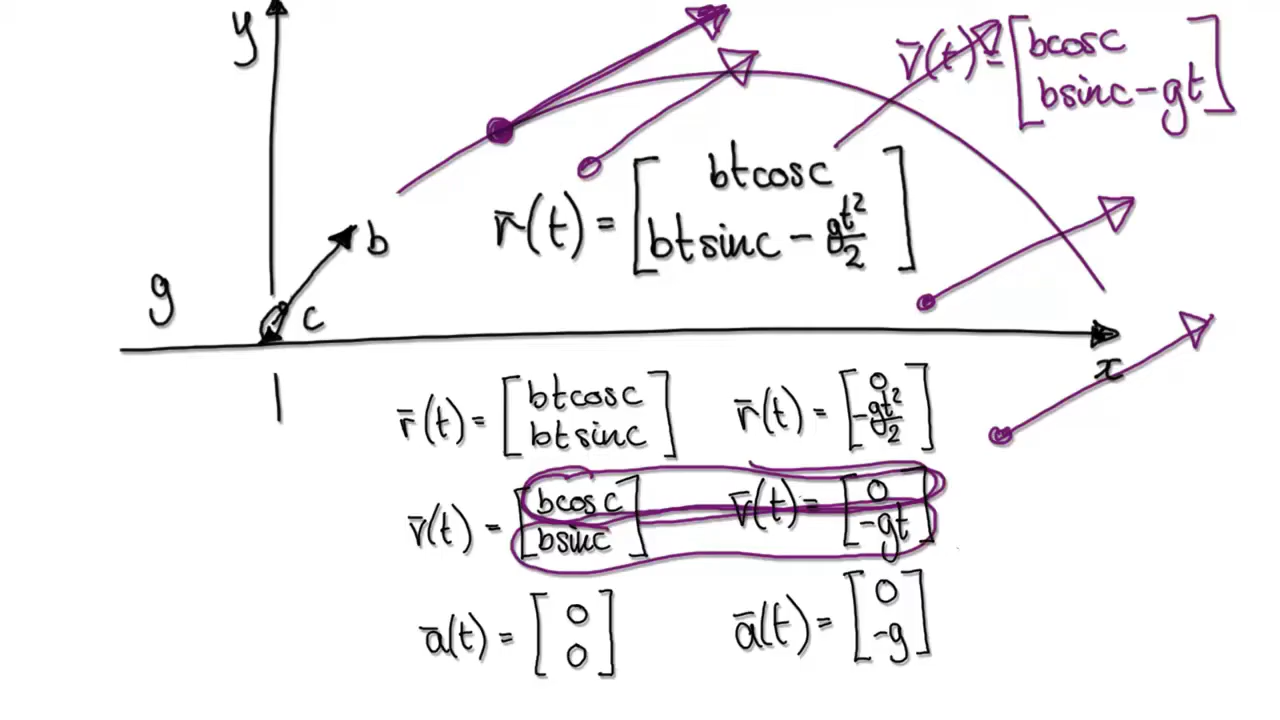 y
v̄(t) = [bcosc
bsinc - gt]
r̄(t) = [btcosc
btsinc - gt²/2]
b
g
c
x
r̄(t) = [btcosc
btsinc]
r̄(t) = [0
-gt²/2]
v̄(t) = [bcosc
bsinc]
v̄(t) = [0
-gt]
ā(t) = [0
0]
ā(t) = [0
-g]